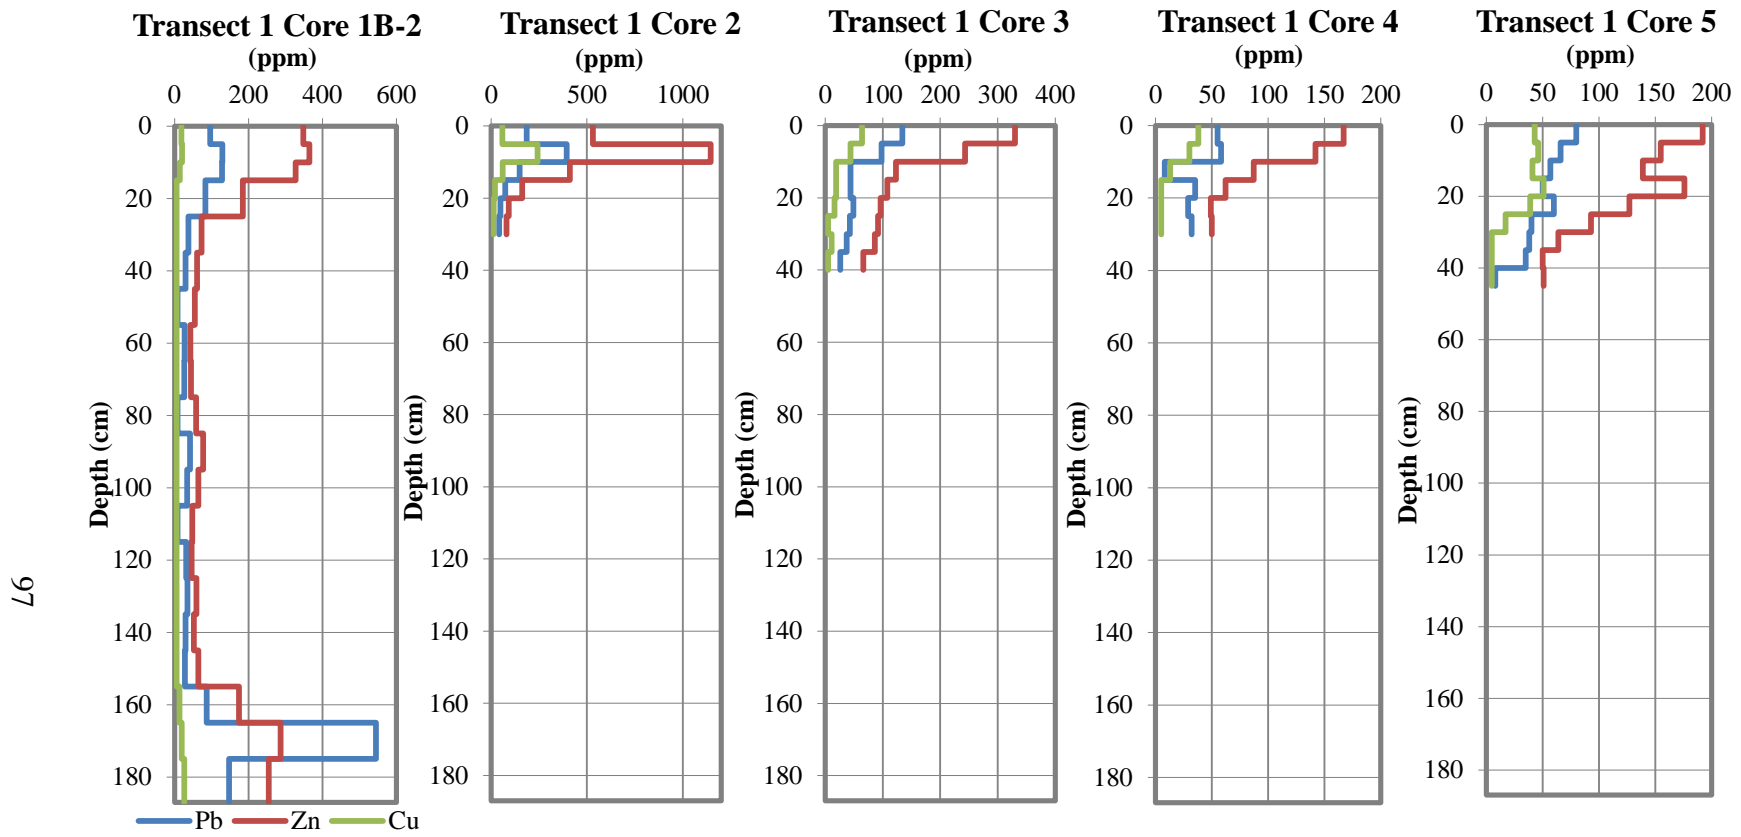 Transect 1 Core 1B-2
(ppm)
0 200 400 600
0
20
40
60
80
100
120
140
160
180
Depth (cm)
Transect 1 Core 2
(ppm)
0 500 1000
0
20
40
60
80
100
120
140
160
180
Depth (cm)
Transect 1 Core 3
(ppm)
0 100 200 300 400
0
20
40
60
80
100
120
140
160
180
Depth (cm)
Transect 1 Core 4
(ppm)
0 50 100 150 200
0
20
40
60
80
100
120
140
160
180
Depth (cm)
Transect 1 Core 5
(ppm)
0 50 100 150 200
0
20
40
60
80
100
120
140
160
180
Depth (cm)
Pb Zn Cu
97